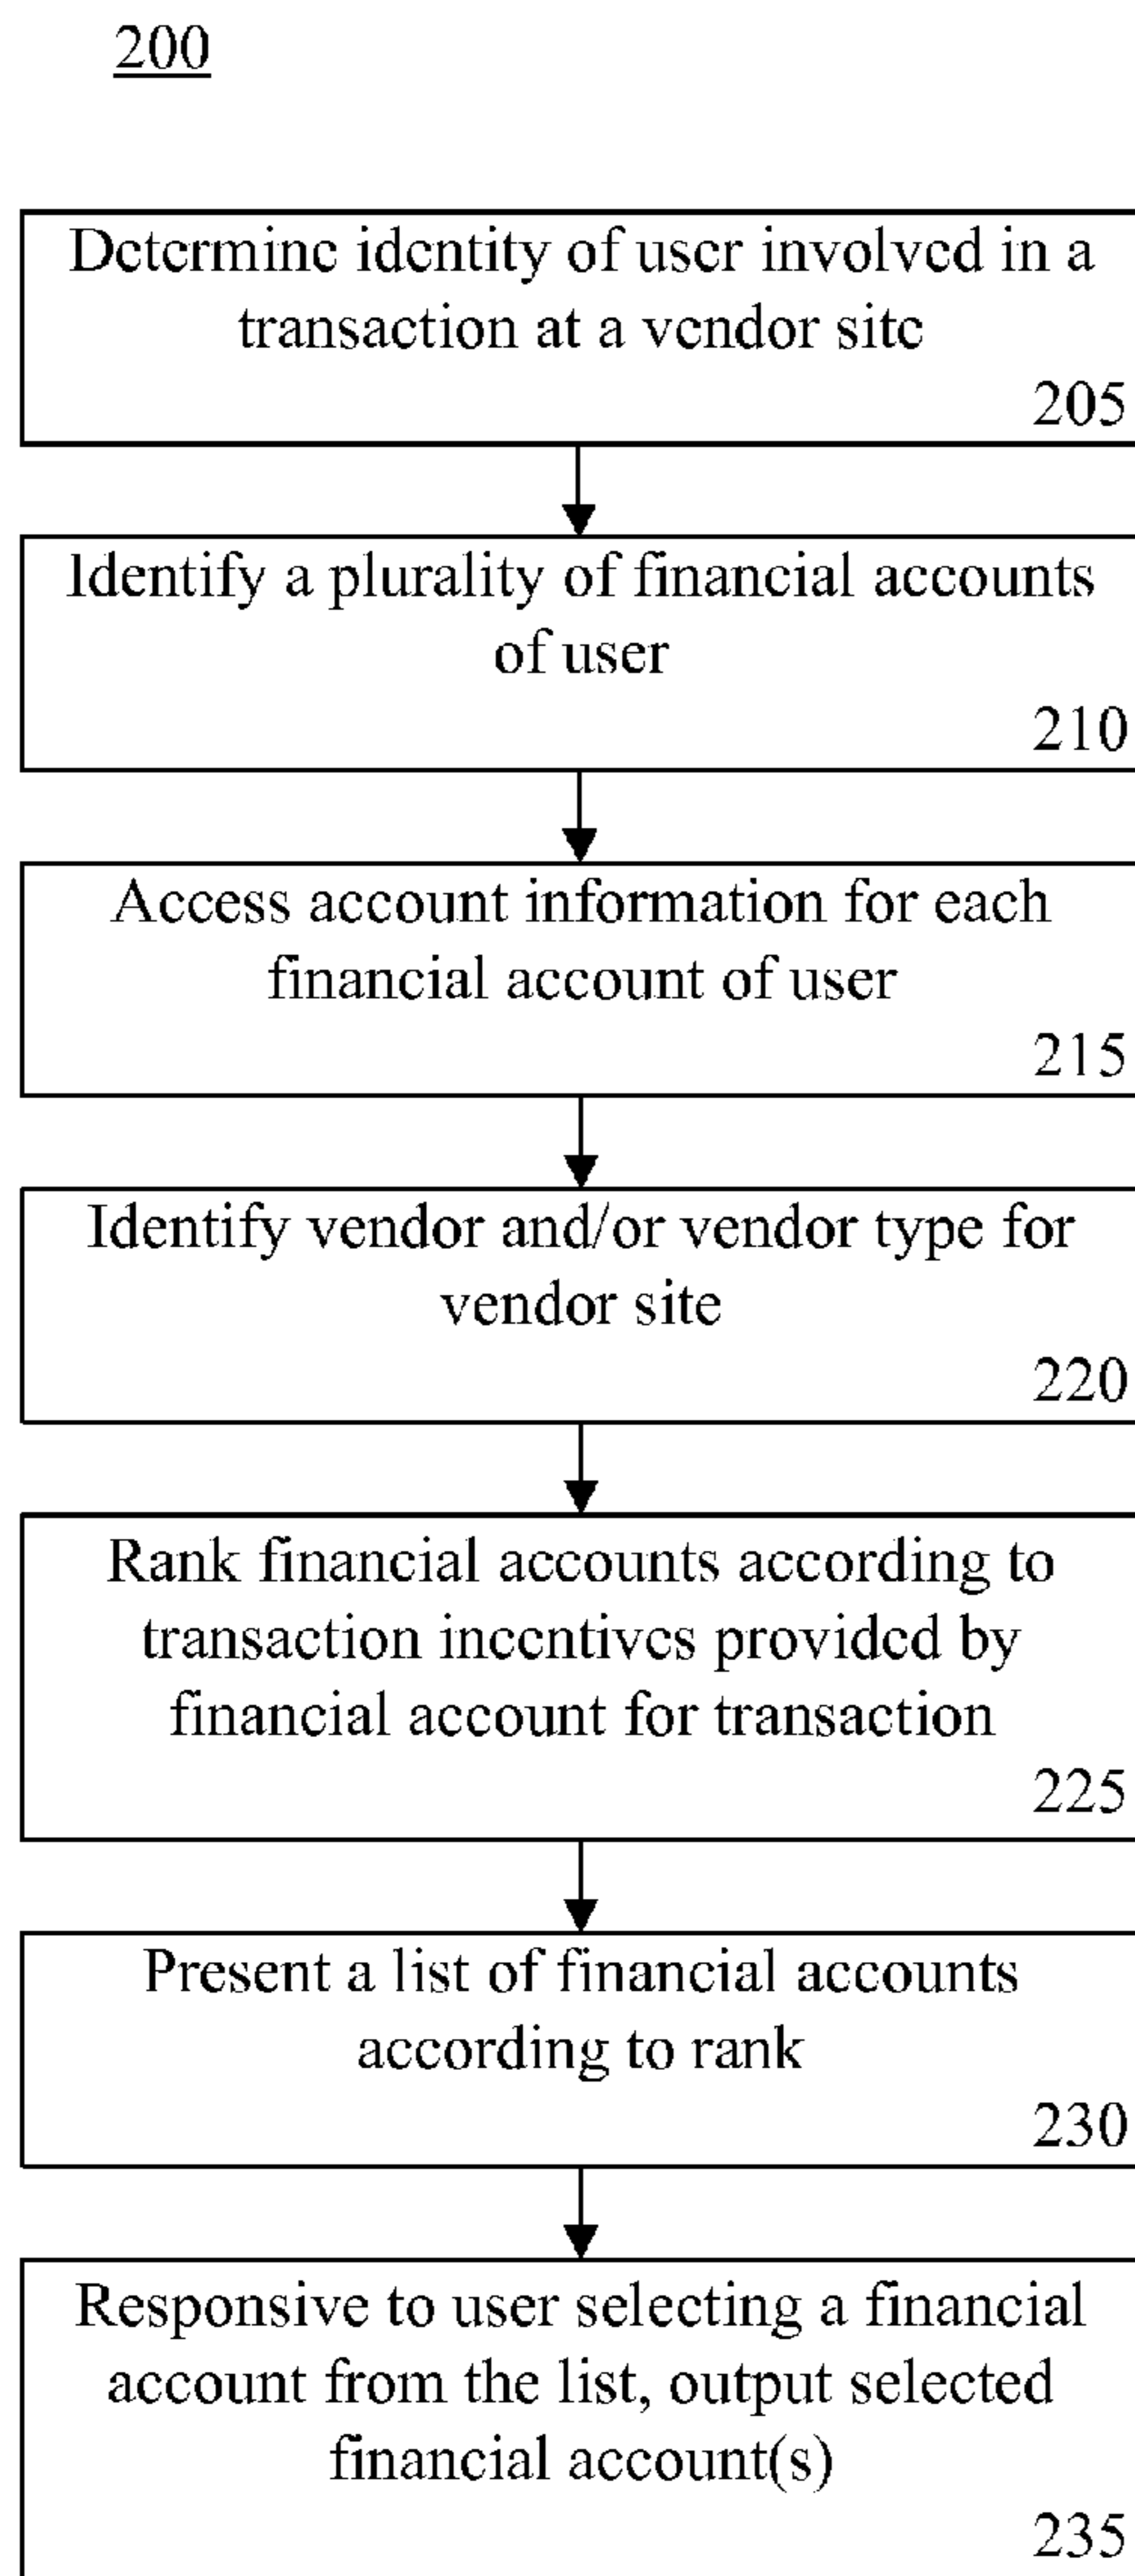 200
Determine identity of user involved in a
transaction at a vendor site
205
Identify a plurality of financial accounts
of user
210
Access account information for each
financial account of user
215
Identify vendor and/or vendor type for
vendor site
220
Rank financial accounts according to
transaction incentives provided by
financial account for transaction
225
Present a list of financial accounts
according to rank
230
Responsive to user selecting a financial
account from the list, output selected
financial account(s)
235